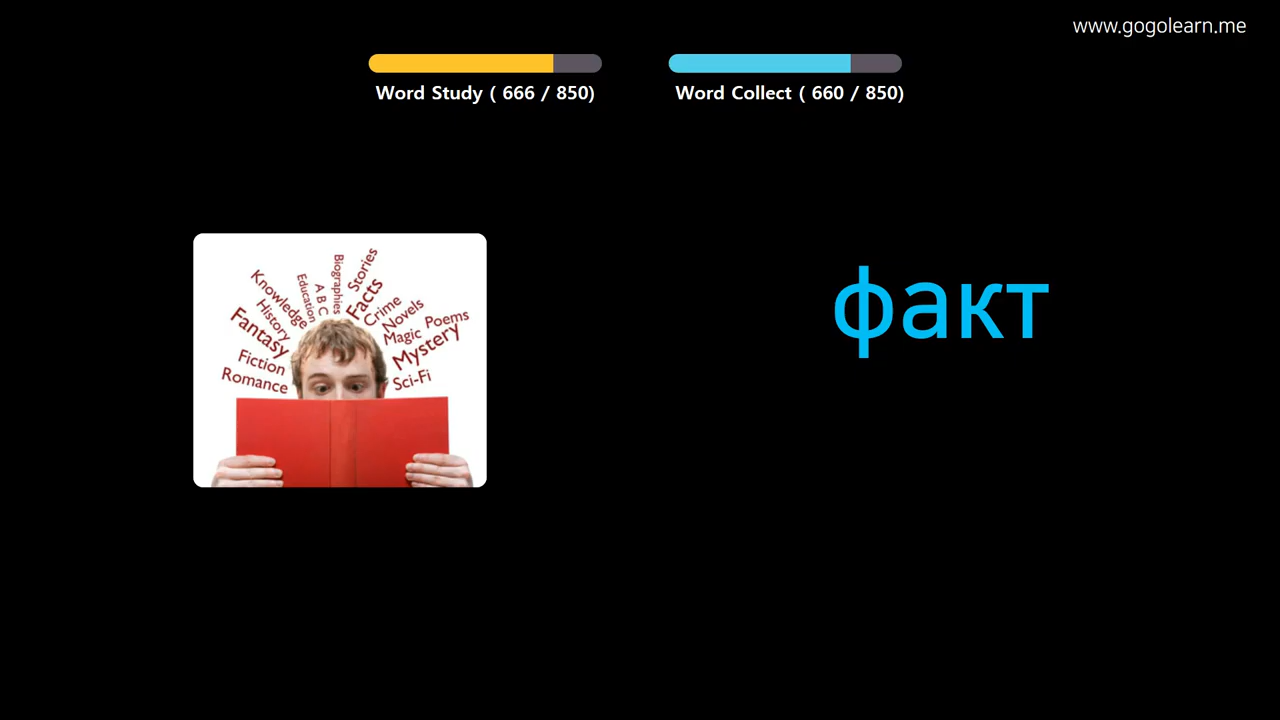 www.gogolearn.me
Word Study ( 666 / 850)
Word Collect ( 660 / 850)
Knowledge
History
Fantasy
Fiction
Romance
Education
A B C
Biographies
Stories
Facts
Crime
Novels
Magic
Poems
Mystery
Sci-Fi
факт